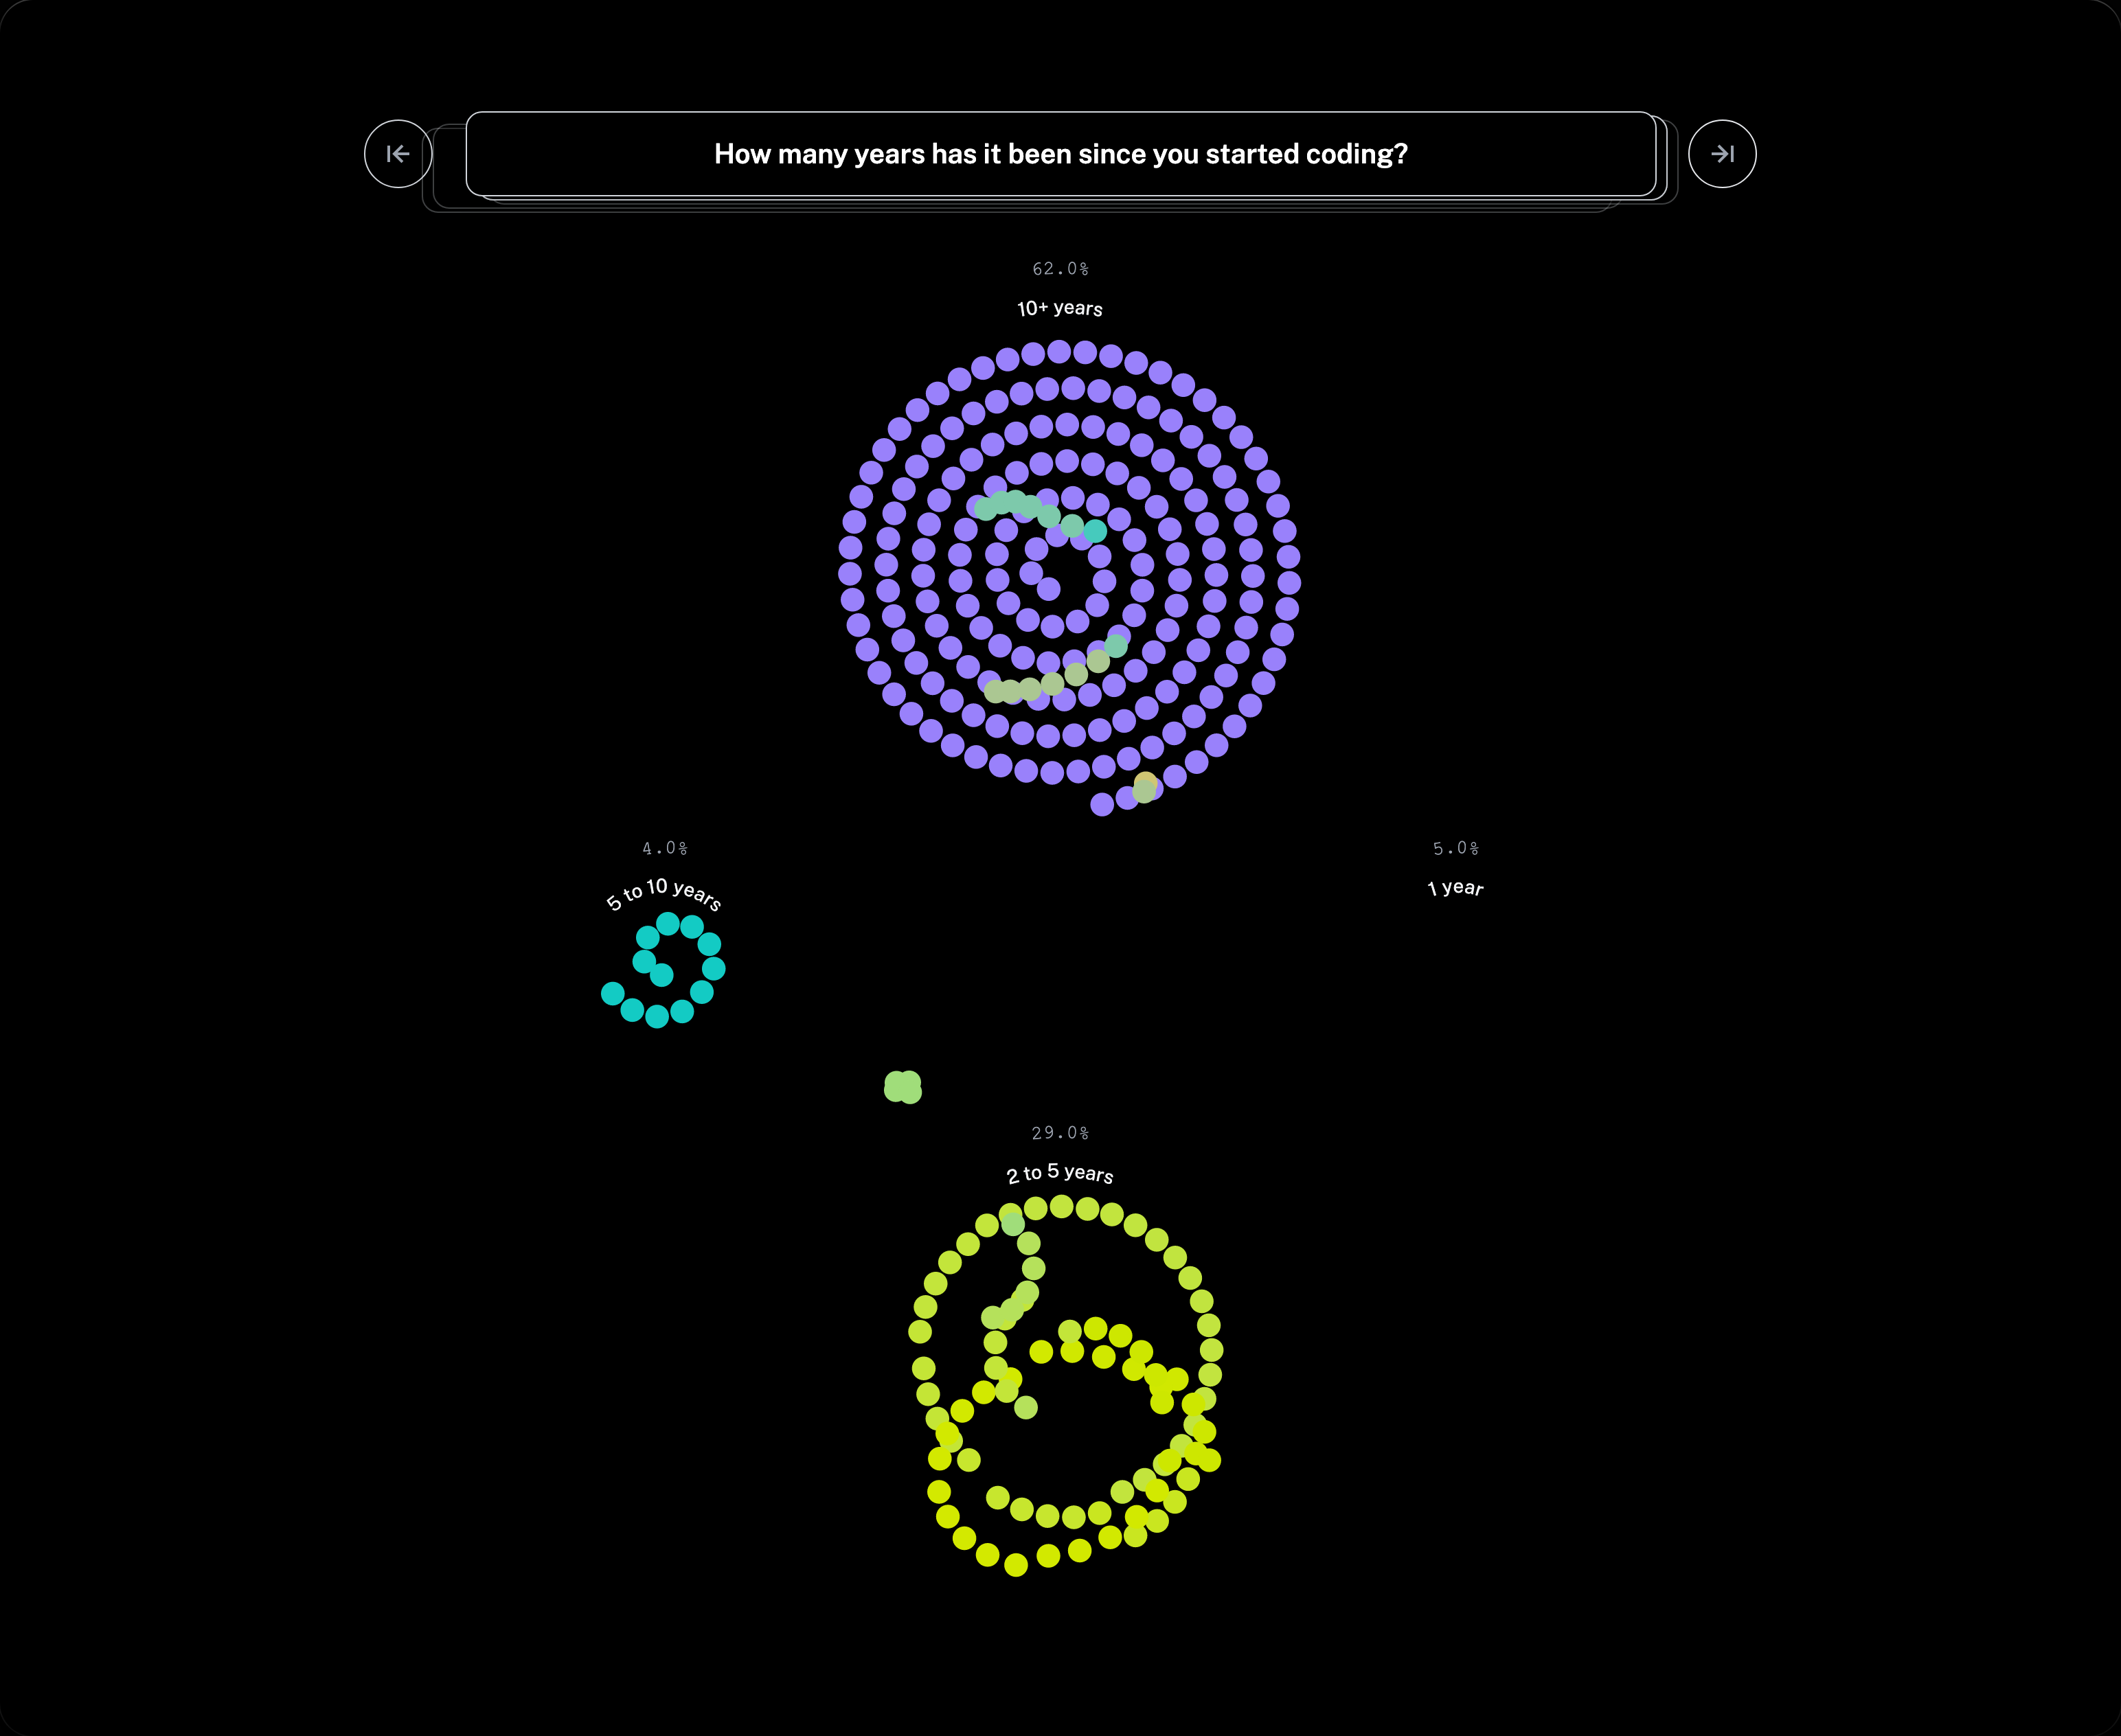 How many years has it been since you started coding?
62.0%
10+ years
4.0%
5 to 10 years
5.0%
1 year
29.0%
2 to 5 years